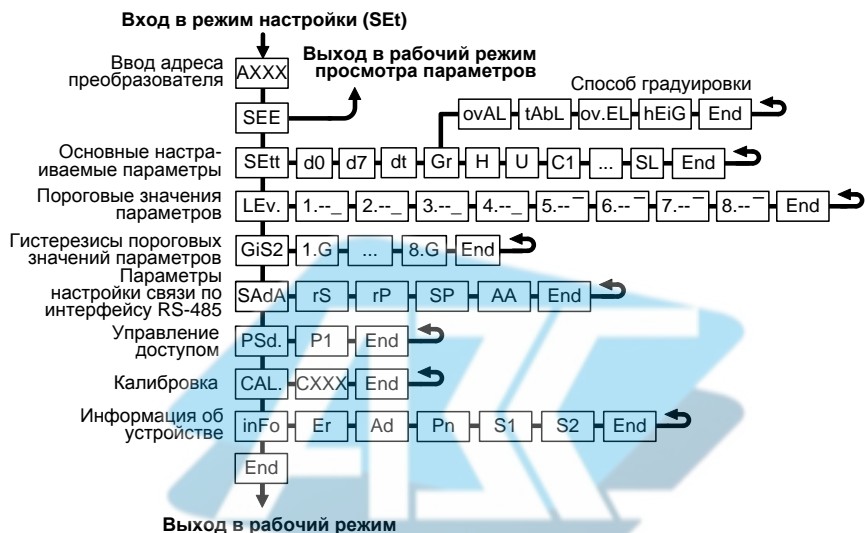 Вход в режим настройки (SEt)
Ввод адреса
преобразователя
AXXX
Выход в рабочий режим
просмотра параметров
SEE
Способ градуировки
ovAL tAbL ov.EL hEiG End
Основные настра-
иваемые параметры
SEtt d0 d7 dt Gr H U C1 ... SL End
Пороговые значения
параметров
LEv. 1.--_ 2.--_ 3.--_ 4.--_ 5.--¯ 6.--¯ 7.--¯ 8.--¯ End
Гистерезисы пороговых
значений параметров
GiS2 1.G ... 8.G End
Параметры
настройки связи по
интерфейсу RS-485
SAdA rS rP SP AA End
Управление
доступом
PSd. P1 End
Калибровка
CAL. CXXX End
Информация об
устройстве
inFo Er Ad Pn S1 S2 End
End
Выход в рабочий режим
АЗС